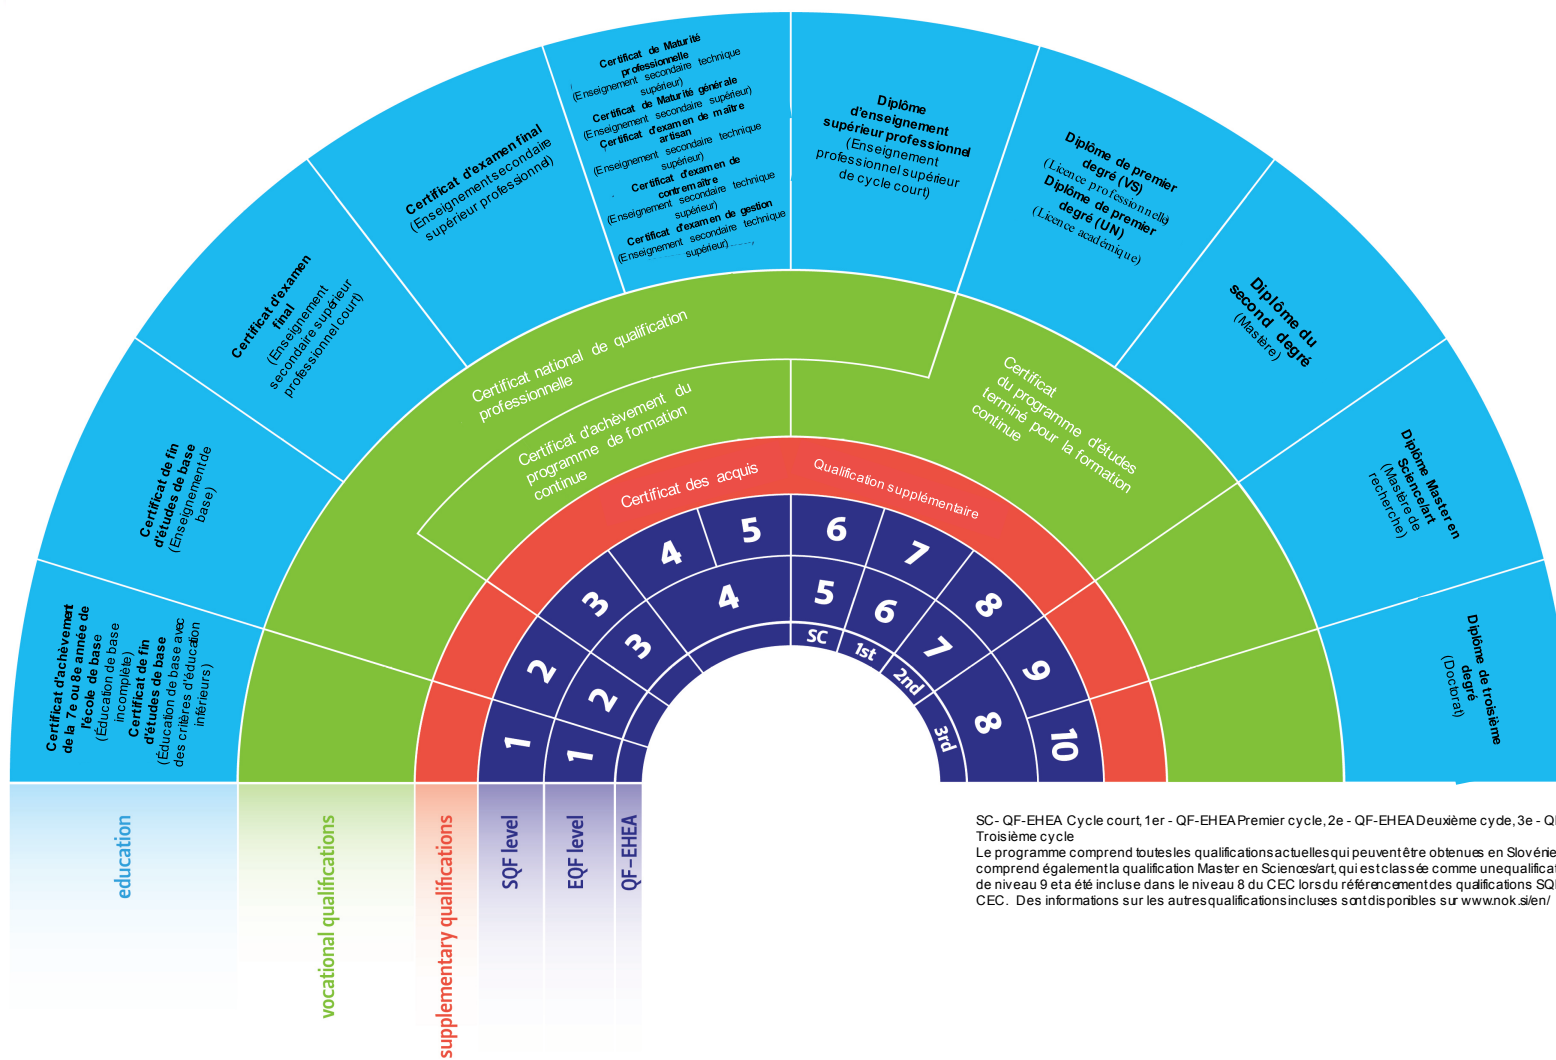 Certificat d'achèvement
de la 7e ou 8e année de
l'école de base
(Éducation de base
incomplète)
Certificat de fin
d'études de base
(Éducation de base avec
des critères d'éducation
inférieurs)
Certificat de fin
d'études de base
(Enseignement de
base)
Certificat d'examen
final
(Enseignement
secondaire supérieur
professionnel court)
Certificat d'examen final
(Enseignement secondaire
supérieur professionnel)
Certificat de Maturité
professionnelle
(Enseignement secondaire technique
supérieur)
Certificat de Maturité générale
(Enseignement secondaire supérieur)
Certificat d'examen de maître
artisan
(Enseignement secondaire technique
supérieur)
Certificat d'examen de
contremaître
(Enseignement secondaire technique
supérieur)
Certificat d'examen de gestion
(Enseignement secondaire technique
supérieur)
Diplôme
d'enseignement
supérieur professionnel
(Enseignement
professionnel supérieur
de cycle court)
Diplôme de premier
degré (VS)
(Licence professionnelle)
Diplôme de premier
degré (UN)
(Licence académique)
Diplôme du
second degré
(Mastère)
Diplôme Master en
Science/art
(Mastère de
recherche)
Diplôme de troisième
degré
(Doctorat)
Certificat national de qualification
professionnelle
Certificat d'achèvement du
programme de formation
continue
Certificat
du programme d'études
terminé pour la formation
continue
Certificat des acquis
Qualification supplémentaire
1
2
3
4
5
6
7
8
9
10
1
2
3
4
5
6
7
8
SC
1st
2nd
3rd
education
vocational qualifications
supplementary qualifications
SQF level
EQF level
QF-EHEA
SC- QF-EHEA Cycle court, 1er - QF-EHEA Premier cycle, 2e - QF-EHEA Deuxième cycle, 3e -
Troisième cycle
Le programme comprend toutes les qualifications actuelles qui peuvent être obtenues en Slovénie
comprend également la qualification Master en Sciences/art, qui est classée comme une
de niveau 9 et a été incluse dans le niveau 8 du CEC lors du référencement des qualifications
CEC. Des informations sur les autres qualifications incluses sont disponibles sur www.nok.si/en/